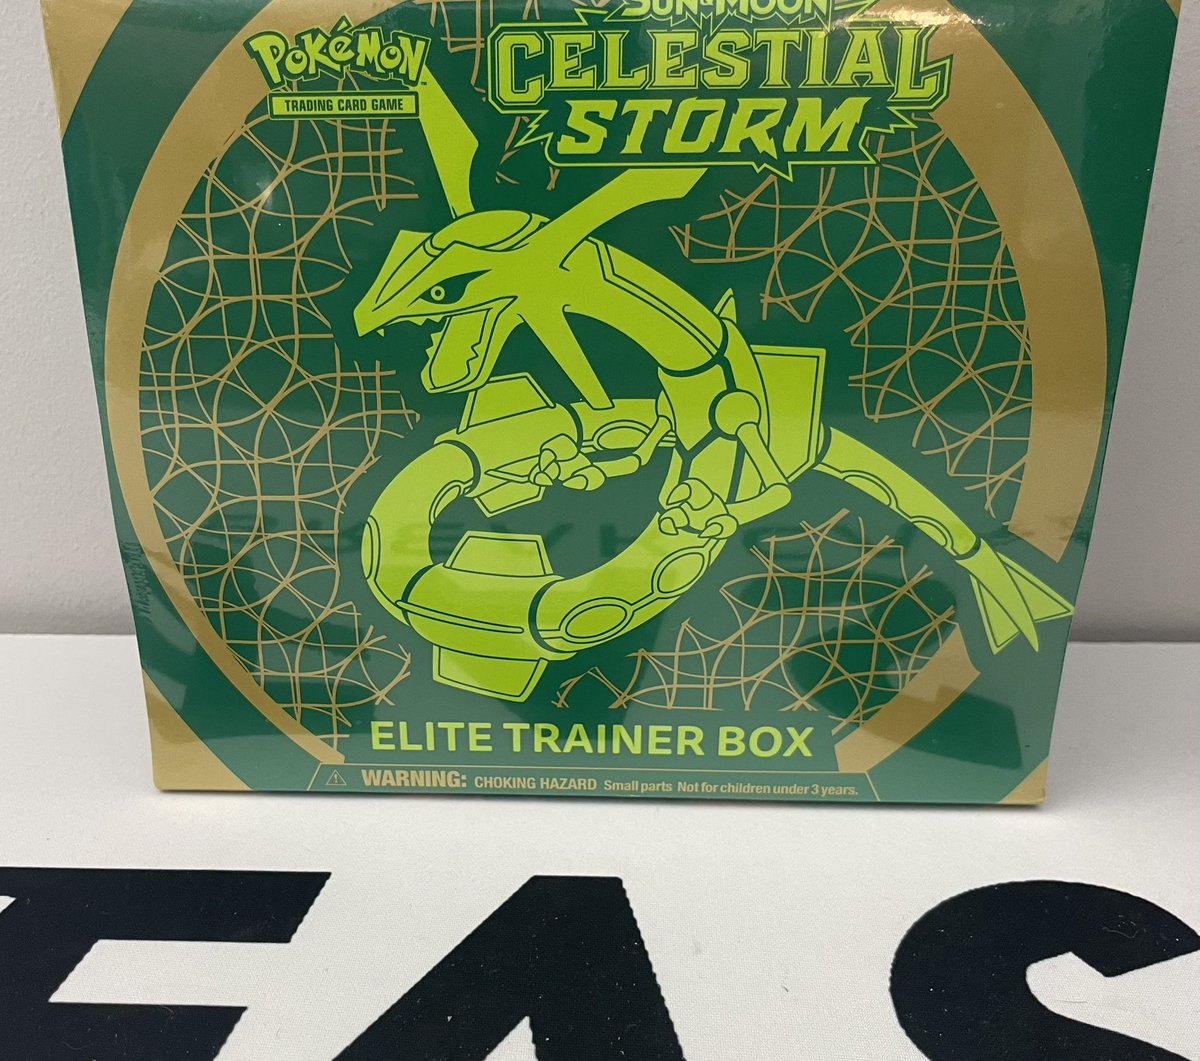 SUN & MOON
POKéMON
CELESTIAL
TRADING CARD GAME
STORM
ELITE TRAINER BOX
WARNING: CHOKING HAZARD Small parts Not for children under 3 years.